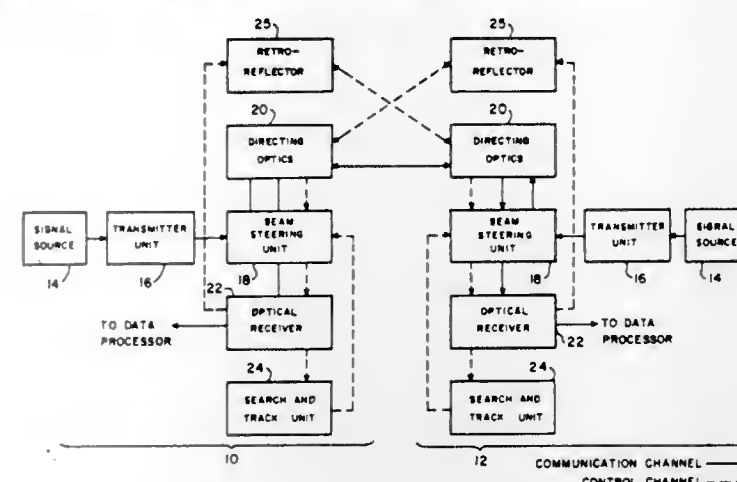 25
RETRO-
REFLECTOR
25
RETRO-
REFLECTOR
20
DIRECTING
OPTICS
20
DIRECTING
OPTICS
SIGNAL
SOURCE
14
TRANSMITTER
UNIT
16
BEAM
STEERING
UNIT
18
BEAM
STEERING
UNIT
18
TRANSMITTER
UNIT
16
SIGNAL
SOURCE
14
22
OPTICAL
RECEIVER
TO DATA
PROCESSOR
OPTICAL
RECEIVER
22
TO DATA
PROCESSOR
24
SEARCH AND
TRACK UNIT
24
SEARCH AND
TRACK UNIT
10
12
COMMUNICATION CHANNEL
CONTROL CHANNEL